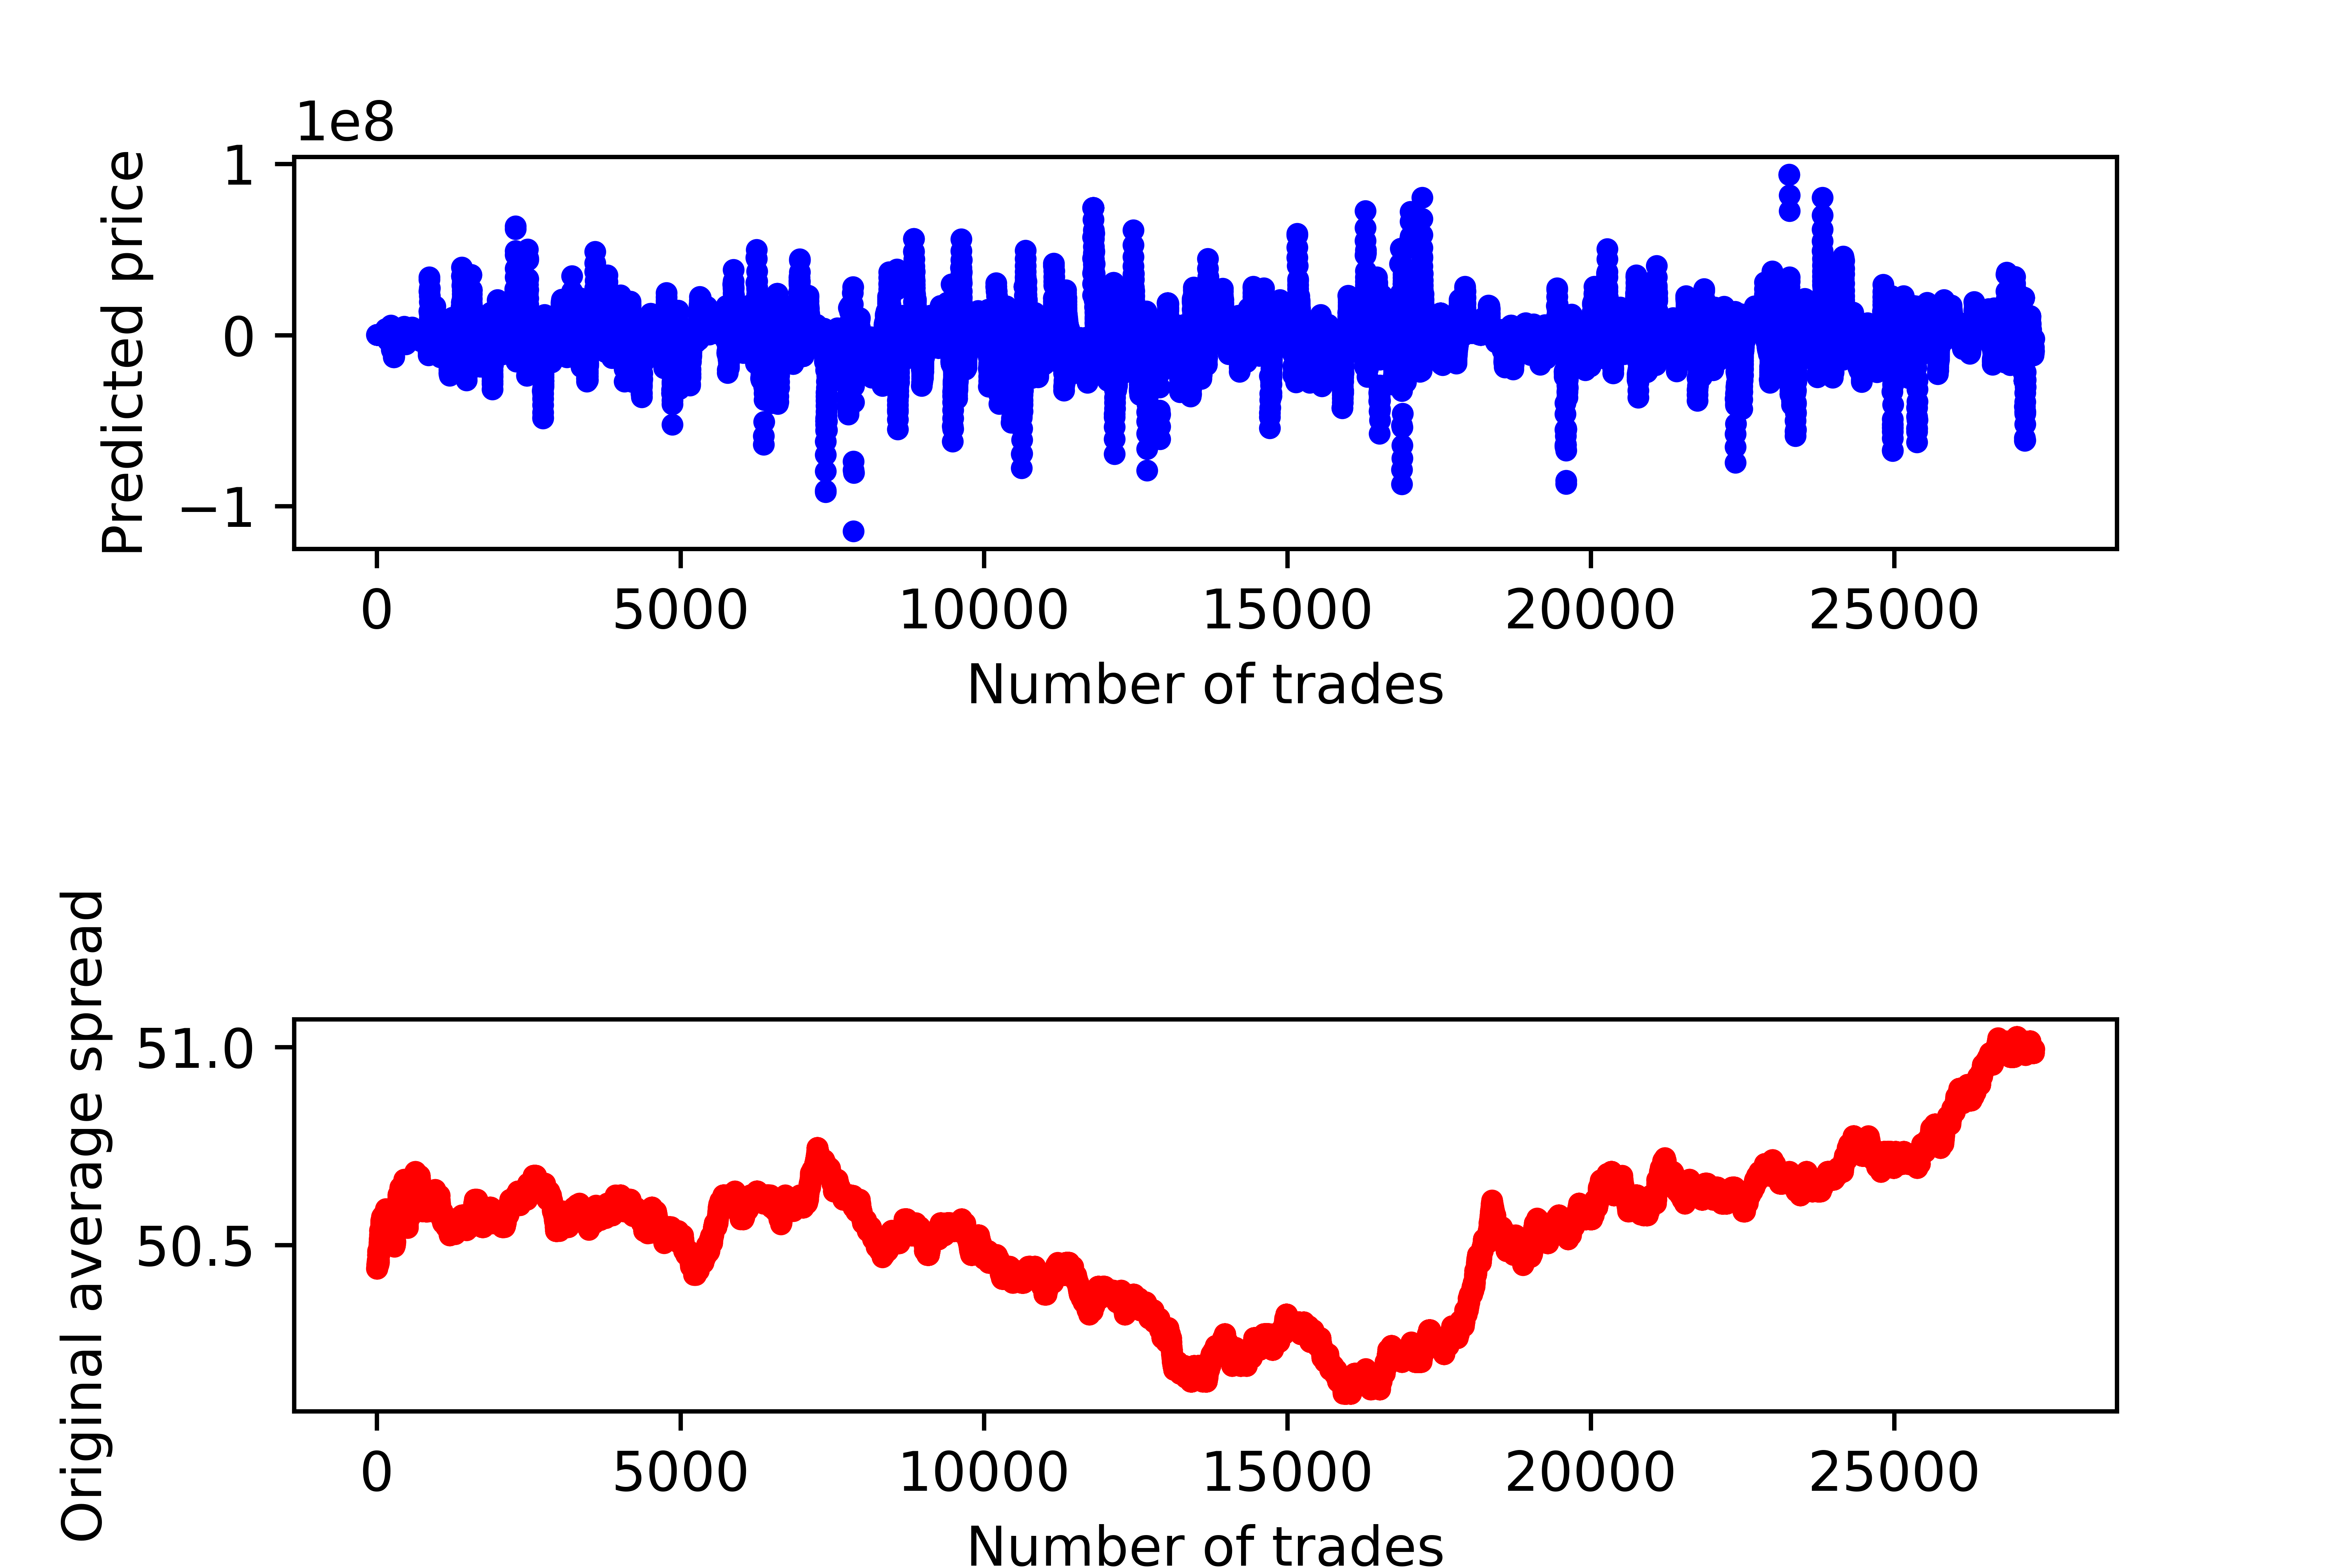 1e8
Predicted price
1
0
−1
0 5000 10000 15000 20000 25000
Number of trades
Original average spread
51.0
50.5
0 5000 10000 15000 20000 25000
Number of trades